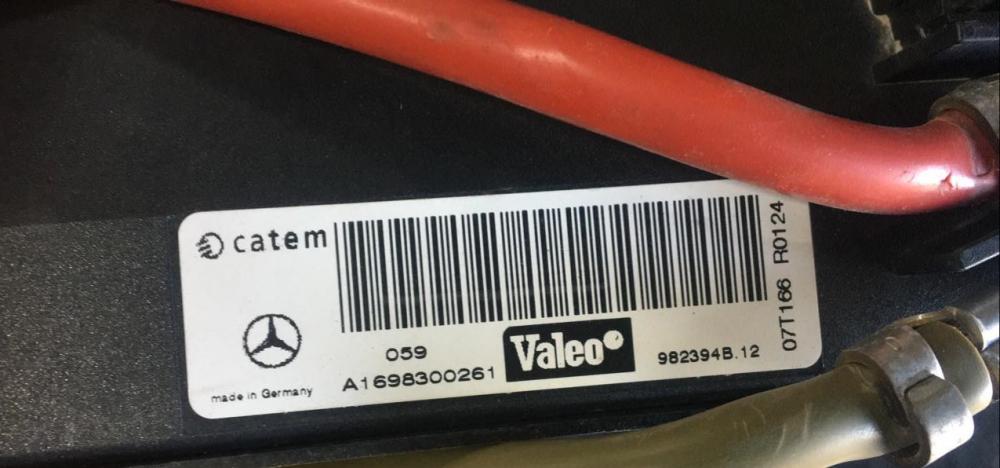 catem
made in Germany
059
A1698300261
Valeo
982394B.12
07T166 R0124